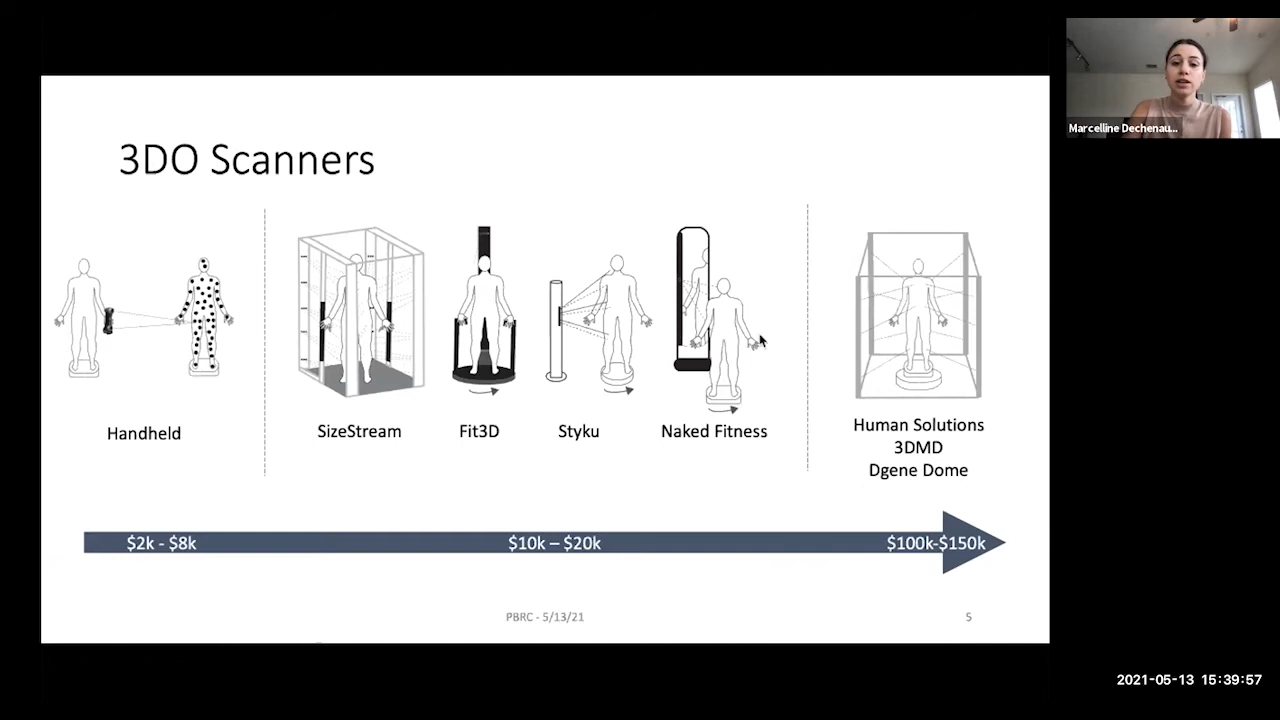 Marcelline Dechenau...
3DO Scanners
Handheld
SizeStream
Fit3D
Styku
Naked Fitness
Human Solutions
3DMD
Dgene Dome
$2k - $8k
$10k – $20k
$100k-$150k
PBRC - 5/13/21
5
2021-05-13 15:39:57